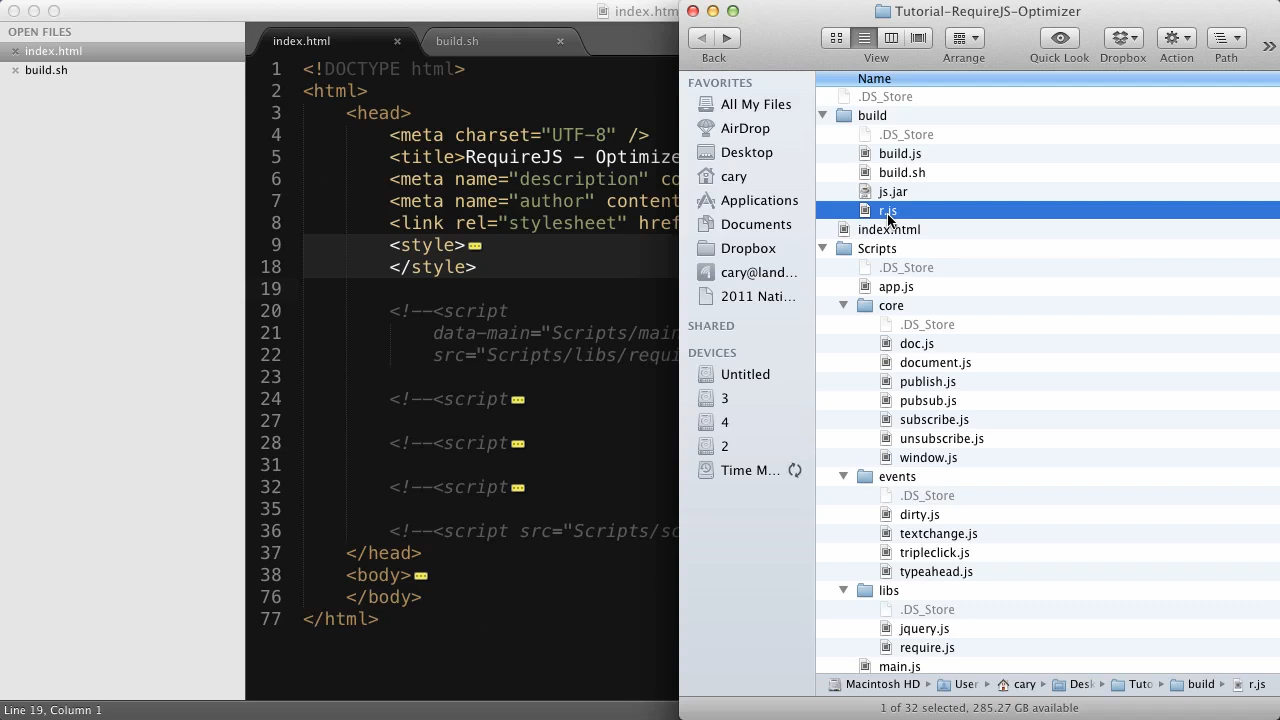 OPEN FILES
index.html
build.sh
index.htm
index.html
build.sh
1 <!DOCTYPE html>
2 <html>
3 <head>
4 <meta charset="UTF-8" />
5 <title>RequireJS – Optimize
6 <meta name="description" co
7 <meta name="author" content
8 <link rel="stylesheet" href
9 <style>
18 </style>
19
20 <!--<script
21 data-main="Scripts/main
22 src="Scripts/libs/requi
23
24 <!--<script
27
28 <!--<script
31
32 <!--<script
35
36 <!--<script src="Scripts/sc
37 </head>
38 <body>
76 </body>
77 </html>
Line 19, Column 1
Tutorial-RequireJS-Optimizer
Back
View
Arrange
Quick Look
Dropbox
Action
Path
FAVORITES
All My Files
AirDrop
Desktop
cary
Applications
Documents
Dropbox
cary@land...
2011 Nati...
SHARED
DEVICES
Untitled
3
4
2
Time M...
Name
.DS_Store
build
.DS_Store
build.js
build.sh
js.jar
r.js
index.html
Scripts
.DS_Store
app.js
core
.DS_Store
doc.js
document.js
publish.js
pubsub.js
subscribe.js
unsubscribe.js
window.js
events
.DS_Store
dirty.js
textchange.js
tripleclick.js
typeahead.js
libs
.DS_Store
jquery.js
require.js
main.js
Macintosh HD
User
cary
Desk
Tuto
build
r.js
1 of 32 selected, 285.27 GB available